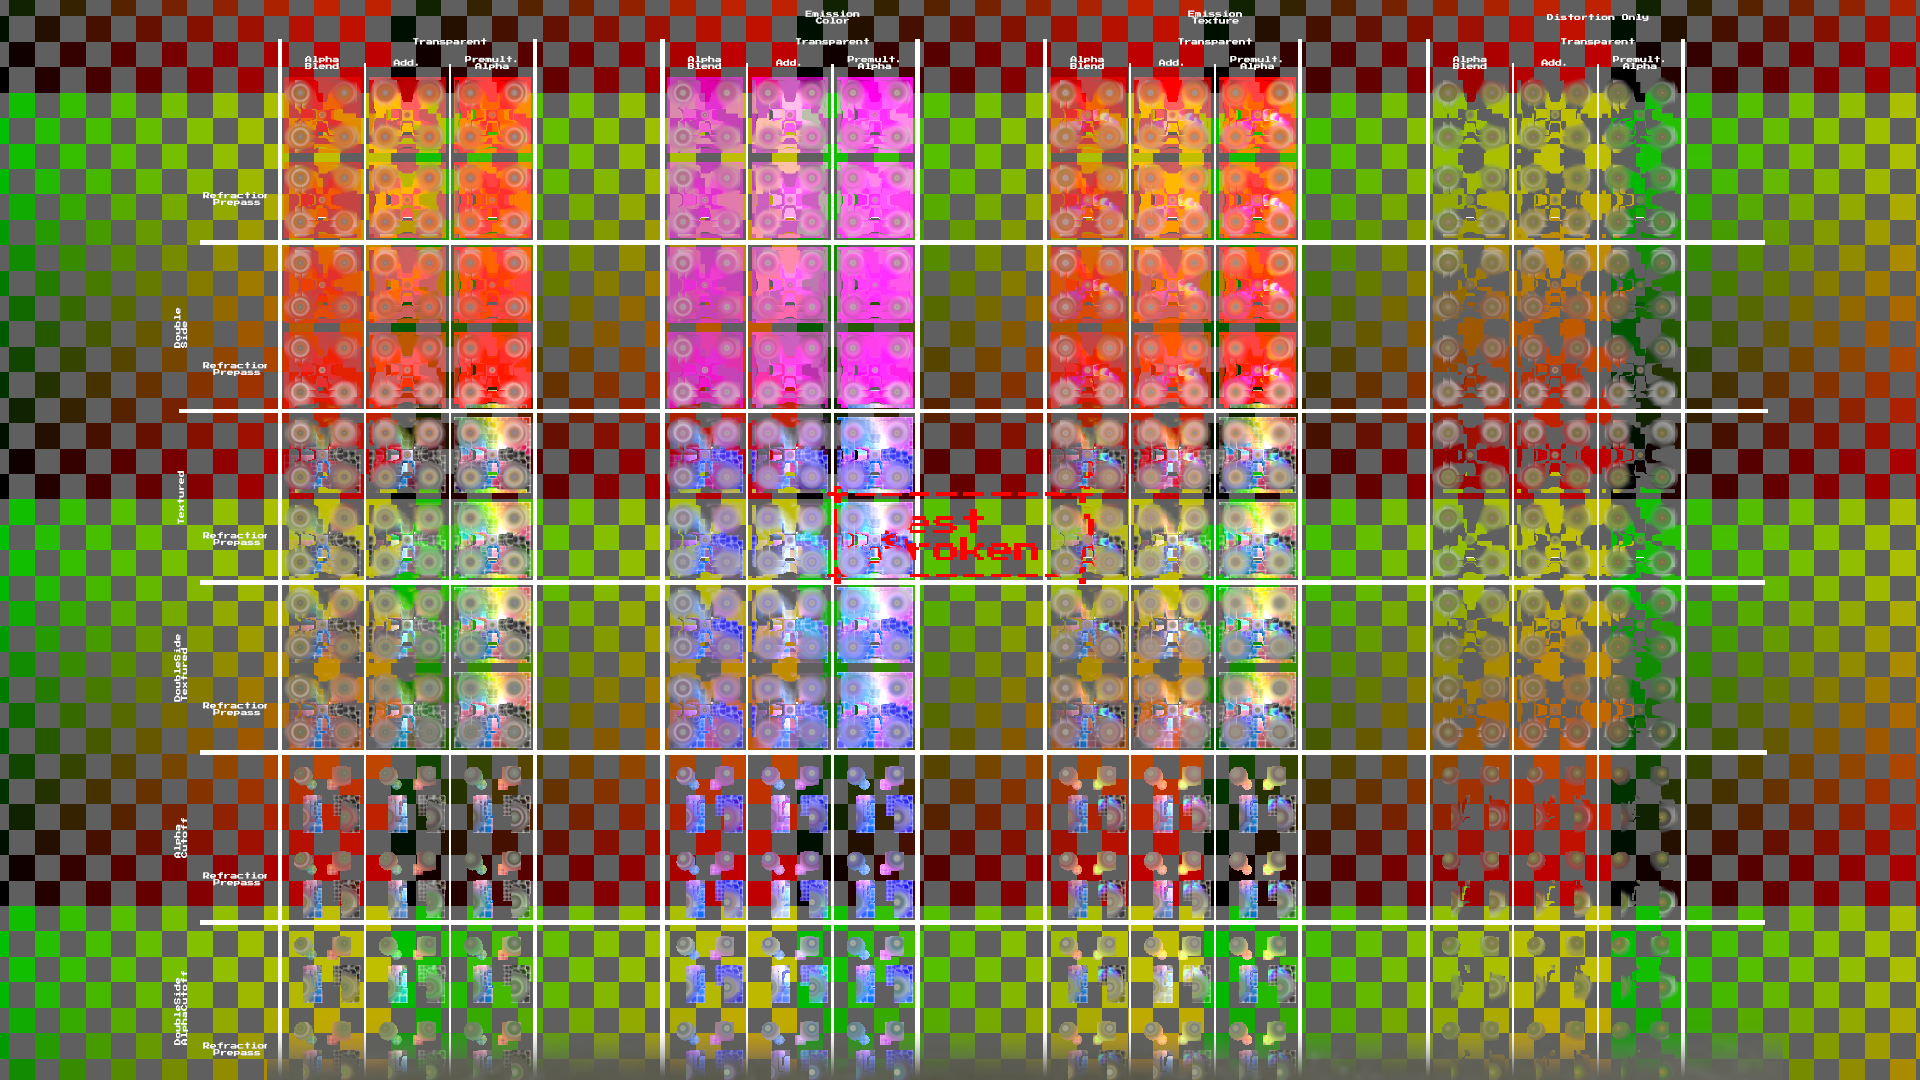 Emission
Color
Emission
Texture
Distortion Only
Transparent
Transparent
Transparent
Transparent
Alpha
Blend
Add.
Premult.
Alpha
Alpha
Blend
Add.
Premult.
Alpha
Alpha
Blend
Add.
Premult.
Alpha
Alpha
Blend
Add.
Premult.
Alpha
Refraction
Prepass
Double
Side
Refraction
Prepass
Textured
Refraction
Prepass
DoubleSide
Textured
Refraction
Prepass
Alpha
Cutoff
Refraction
Prepass
DoubleSide
AlphaCutoff
Refraction
Prepass